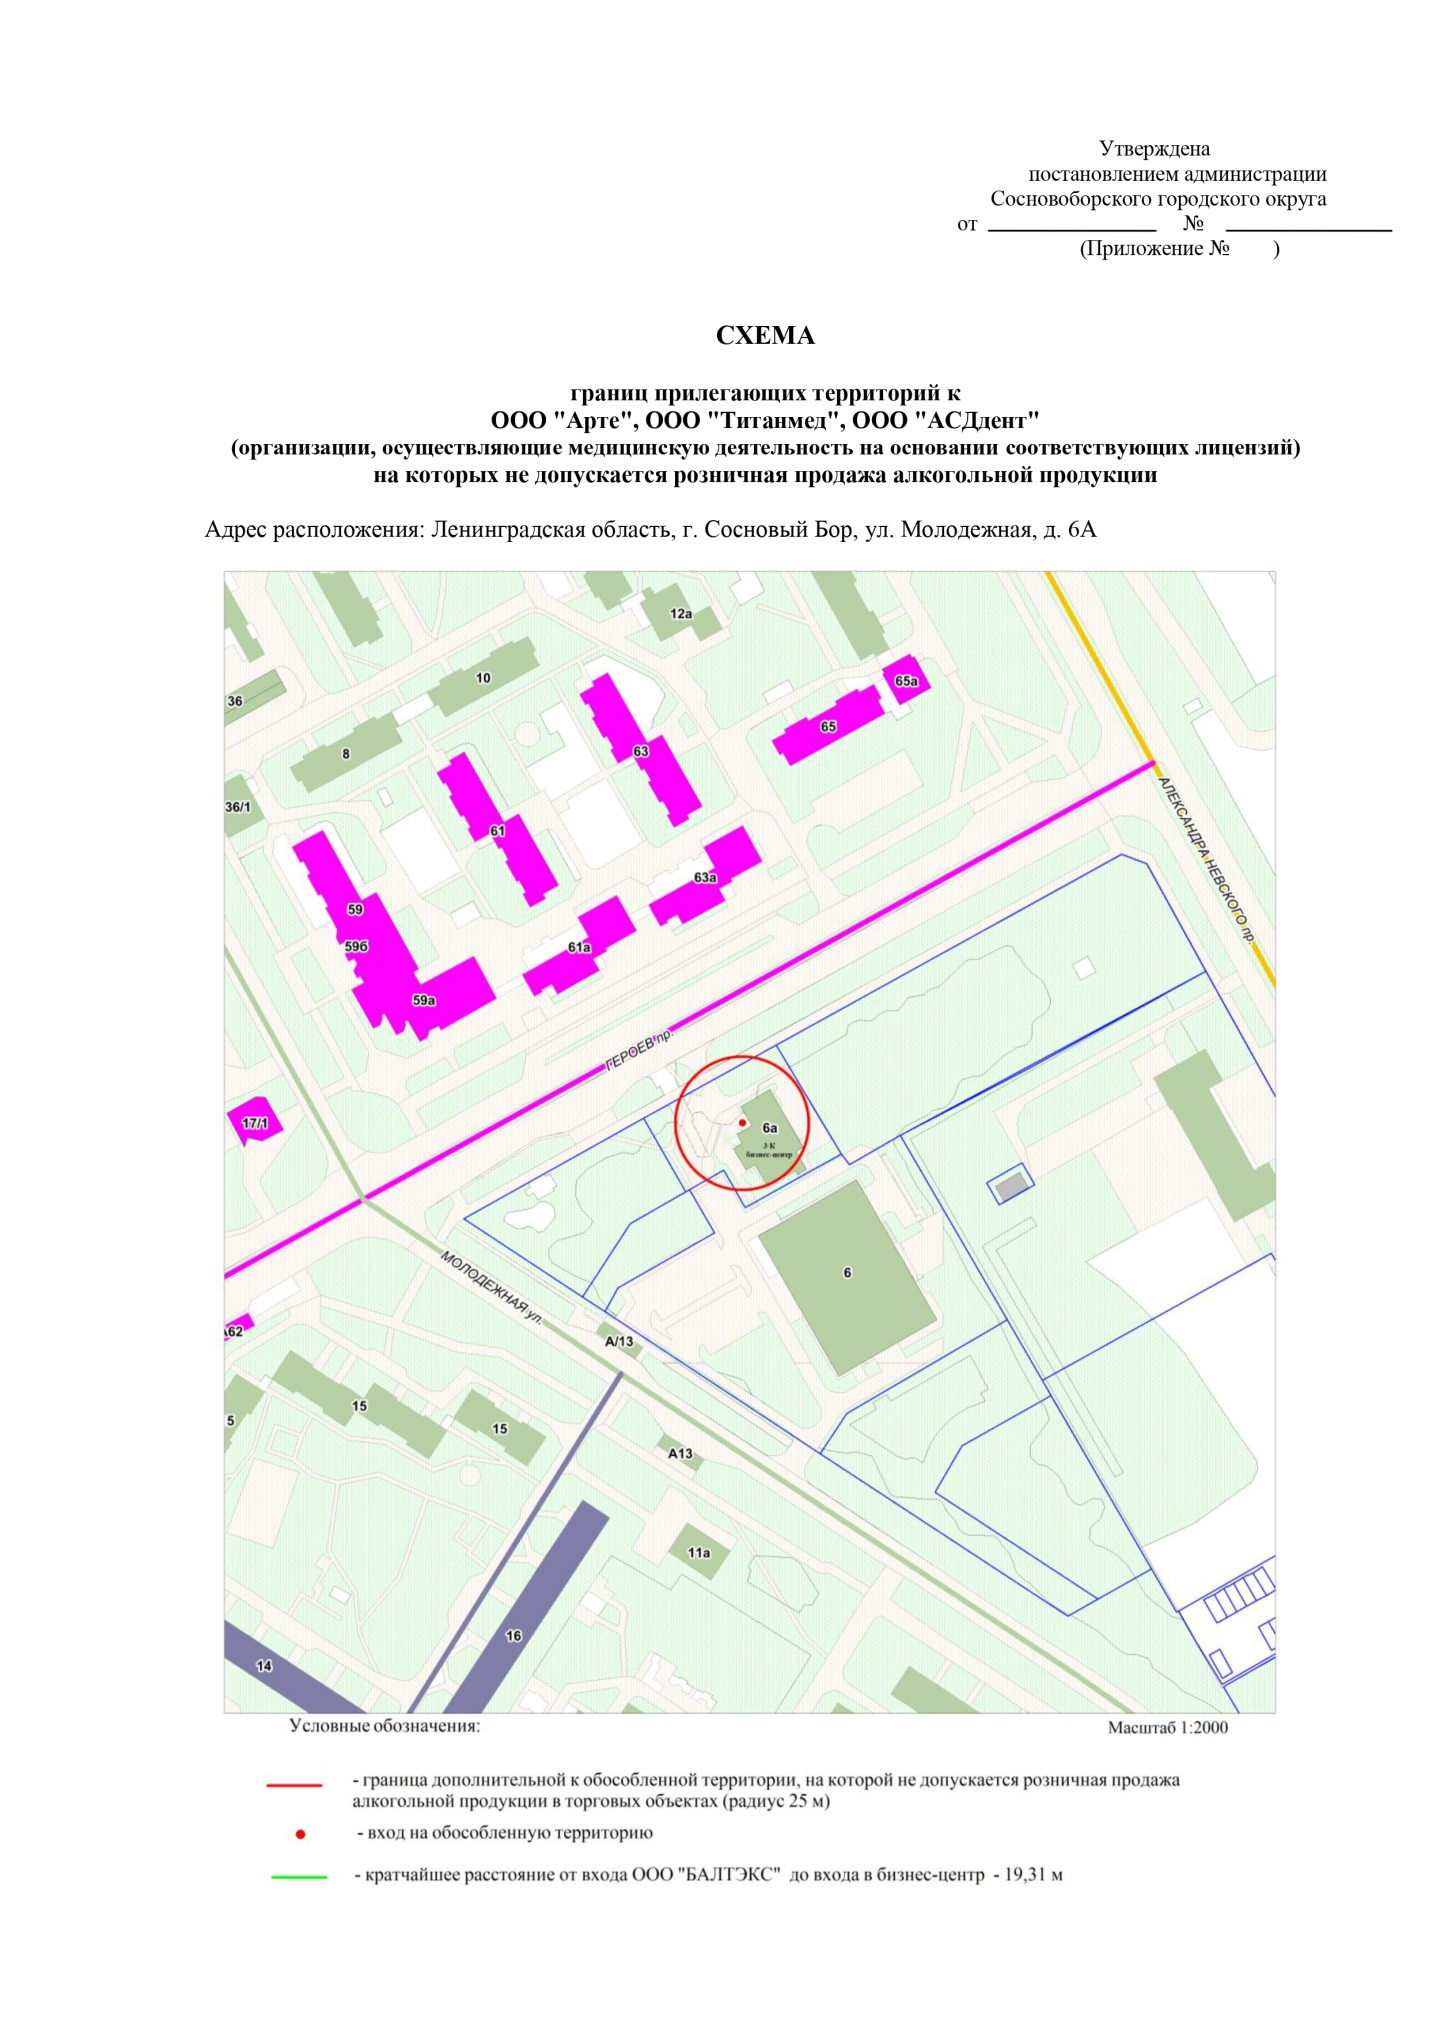 Утверждена
постановлением администрации
Сосновоборского городского округа
от № 
(Приложение № )
СХЕМА
границ прилегающих территорий к
ООО "Арте", ООО "Титанмед", ООО "АСДдент"
(организации, осуществляющие медицинскую деятельность на основании соответствующих лицензий)
на которых не допускается розничная продажа алкогольной продукции
Адрес расположения: Ленинградская область, г. Сосновый Бор, ул. Молодежная, д. 6А
12а
10
65а
36
65
8
63
36/1
61
АЛЕКСАНДРА НЕВСКОГО пр.
63а
59
59б
61а
59а
ГЕРОЕВ пр.
17/1
6а
3 К
бизнес-центр
6
МОЛОДЕЖНАЯ ул.
А62
А/13
15
5
15
А13
11а
16
14
Условные обозначения:
Масштаб 1:2000
- граница дополнительной к обособленной территории, на которой не допускается розничная продажа
алкогольной продукции в торговых объектах (радиус 25 м)
- вход на обособленную территорию
- кратчайшее расстояние от входа ООО "БАЛТЭКС" до входа в бизнес-центр - 19,31 м